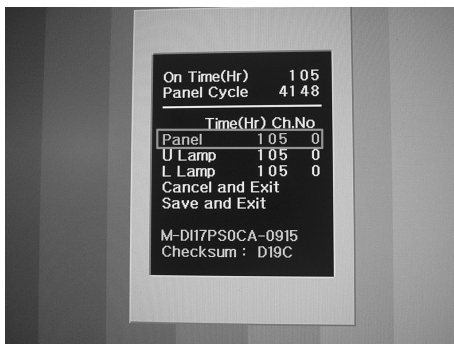 On Time(Hr) 105
Panel Cycle 4148
Time(Hr) Ch.No
Panel 105 0
U Lamp 105 0
L Lamp 105 0
Cancel and Exit
Save and Exit
M-DI17PS0CA-0915
Checksum : D19C